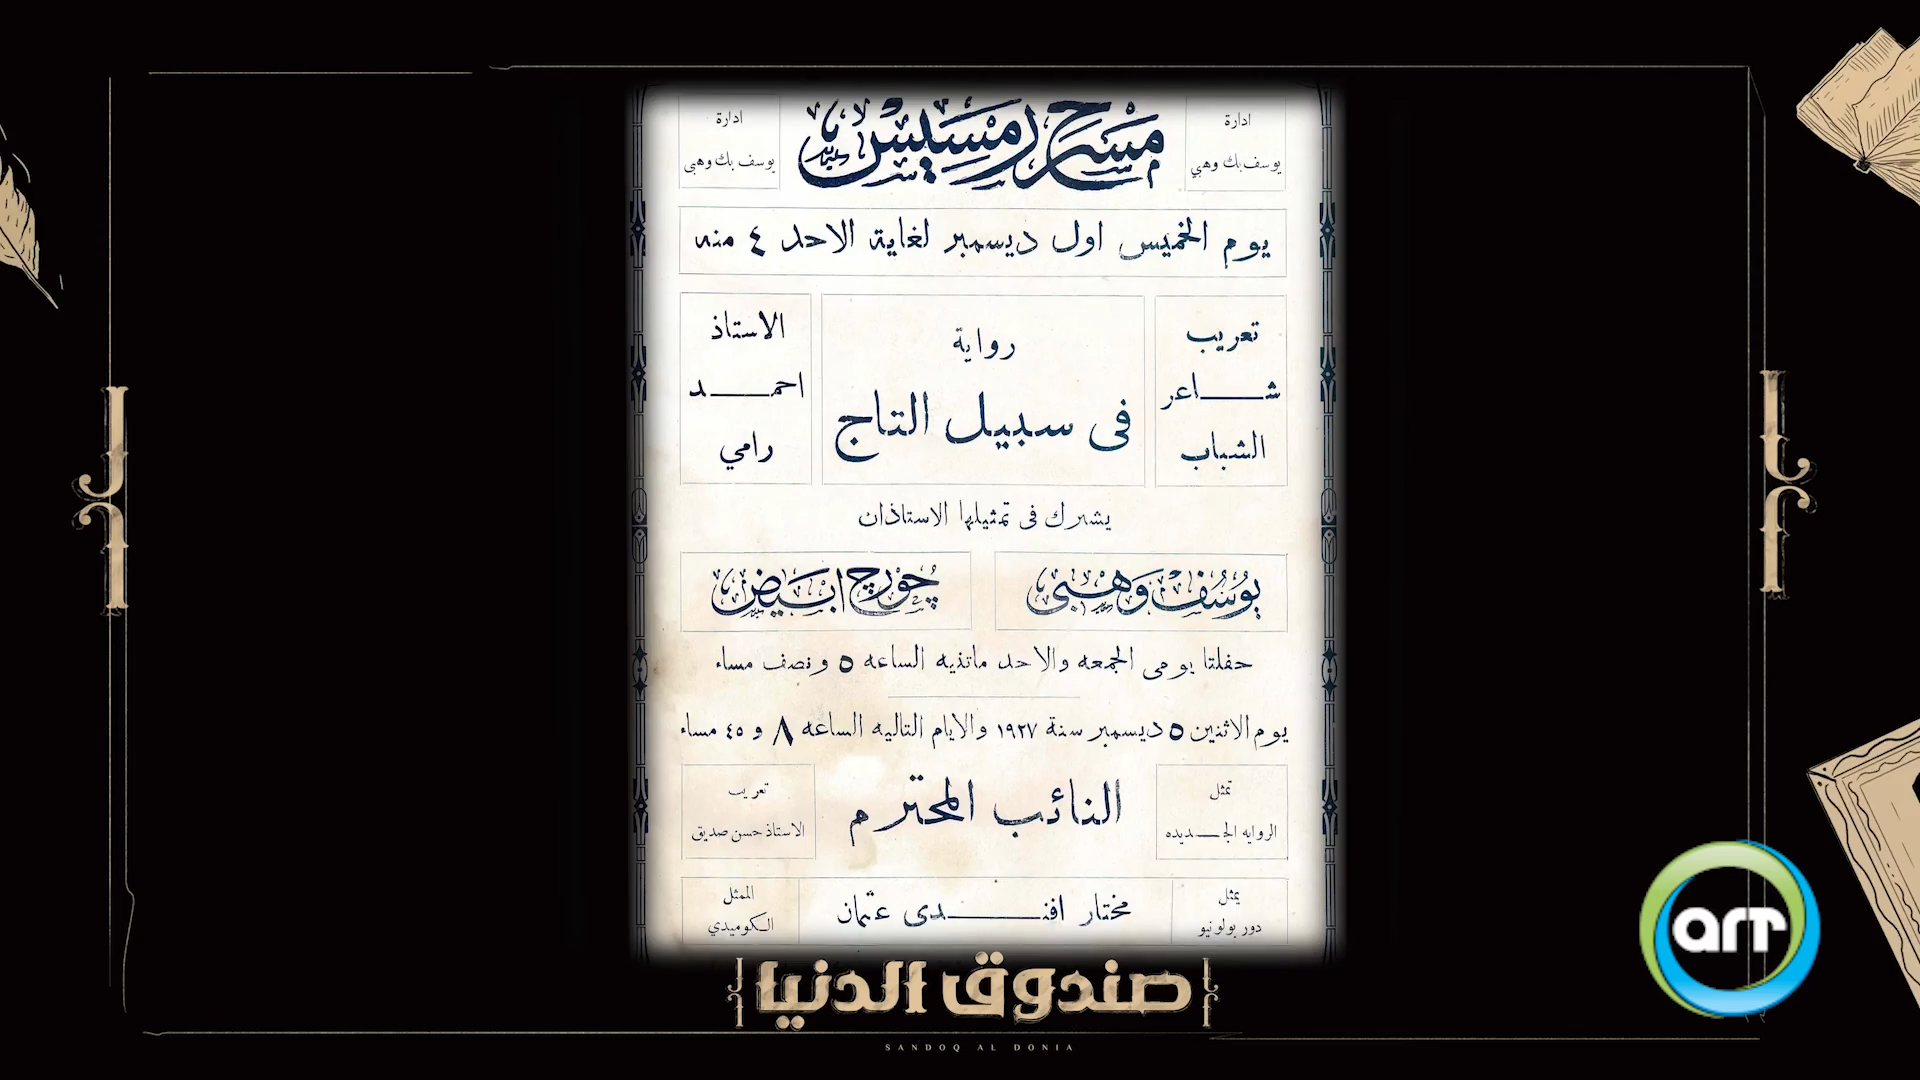 ادارة
يوسف بك وهبي
مسرح رمسيس
ادارة
يوسف بك وهبي
يوم الخميس اول ديسمبر لغاية الاحد ٤ منه
تعريب
شاعر
الشباب
رواية
فى سبيل التاج
الاستاذ
احمد
رامي
يشترك فى تمثيلها الاستاذان
يوسف وهبى
چورچ ابيض
حفلتا يومى الجمعه والاحد ماتنيه الساعه ٥ ونصف مساء
يوم الاثنين ٥ ديسمبر سنة ١٩٢٧ والايام التاليه الساعه ٨ و ٤٥ مساء
تمثل
الروايه الجديده
النائب المحترم
تعريب
الاستاذ حسن صديق
يمثل
دور بولونيو
مختار افندى عثمان
الممثل
الكوميدي
صندوق الدنيا
SANDOQ AL DONIA
art